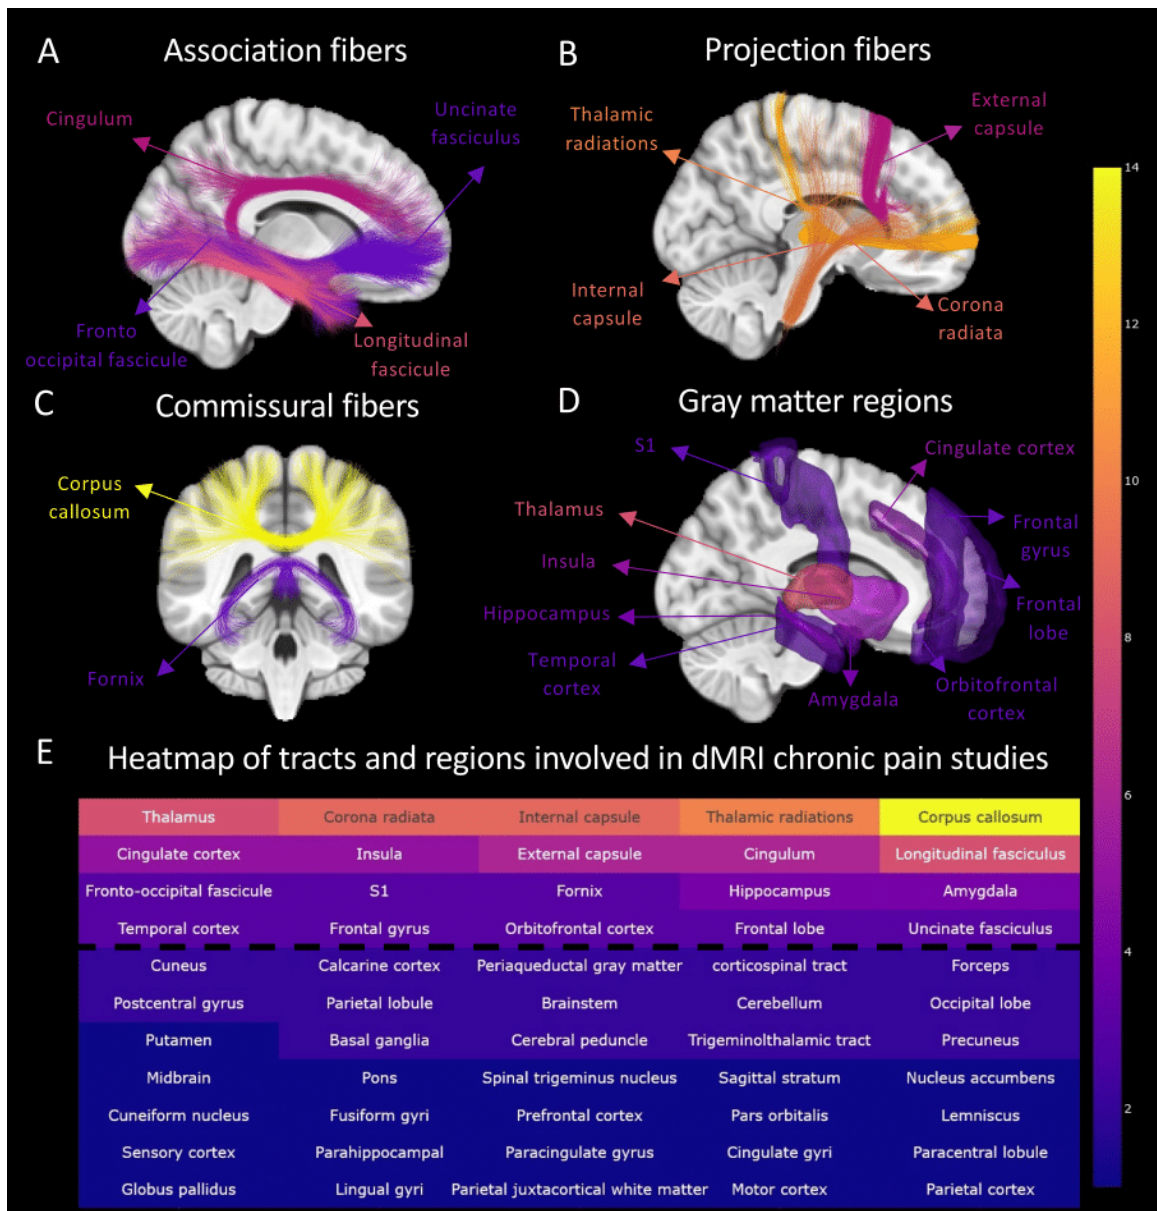 A Association fibers
Cingulum
Uncinate
fasciculus
Fronto
occipital fascicule
Longitudinal
fascicule
B Projection fibers
Thalamic
radiations
External
capsule
Internal
capsule
Corona
radiata
C Commissural fibers
Corpus
callosum
Fornix
D Gray matter regions
S1
Cingulate cortex
Thalamus
Frontal
gyrus
Insula
Hippocampus
Frontal
lobe
Temporal
cortex
Amygdala
Orbitofrontal
cortex
14
12
10
8
6
4
2
E Heatmap of tracts and regions involved in dMRI chronic pain studies
Thalamus Corona radiata Internal capsule Thalamic radiations Corpus callosum
Cingulate cortex Insula External capsule Cingulum Longitudinal fasciculus
Fronto-occipital fascicule S1 Fornix Hippocampus Amygdala
Temporal cortex Frontal gyrus Orbitofrontal cortex Frontal lobe Uncinate fasciculus
Cuneus Calcarine cortex Periaqueductal gray matter corticospinal tract Forceps
Postcentral gyrus Parietal lobule Brainstem Cerebellum Occipital lobe
Putamen Basal ganglia Cerebral peduncle Trigeminolthalamic tract Precuneus
Midbrain Pons Spinal trigeminus nucleus Sagittal stratum Nucleus accumbens
Cuneiform nucleus Fusiform gyri Prefrontal cortex Pars orbitalis Lemniscus
Sensory cortex Parahippocampal Paracingulate gyrus Cingulate gyri Paracentral lobule
Globus pallidus Lingual gyri Parietal juxtacortical white matter Motor cortex Parietal cortex